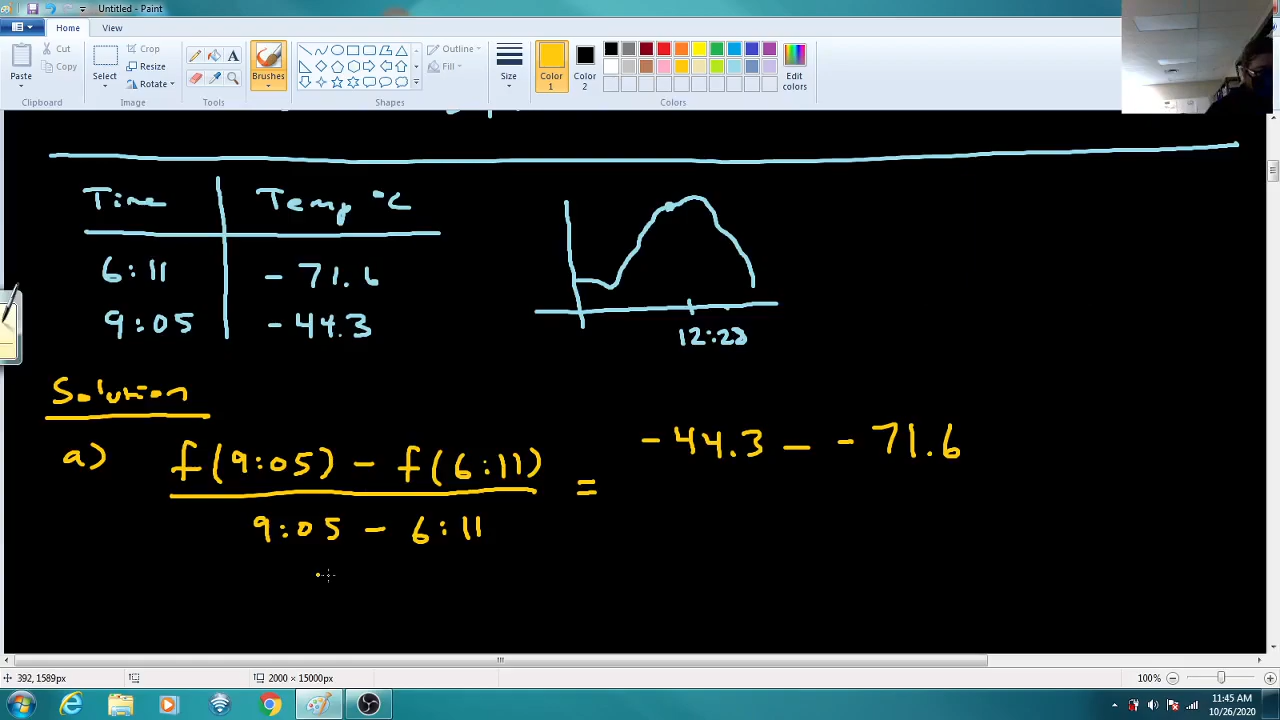 Untitled - Paint
Home View
Paste Cut Copy
Select Crop Resize Rotate
Brushes
Outline Fill
Size
Color 1
Color 2
Edit colors
Clipboard Image Tools Shapes Colors
Time Temp °C
6:11 -71.6
9:05 -44.3
12:28
Solution
a) f(9:05) - f(6:11) = -44.3 - -71.6
9:05 - 6:11
392, 1589px 2000 × 15000px 100%
11:45 AM
10/26/2020